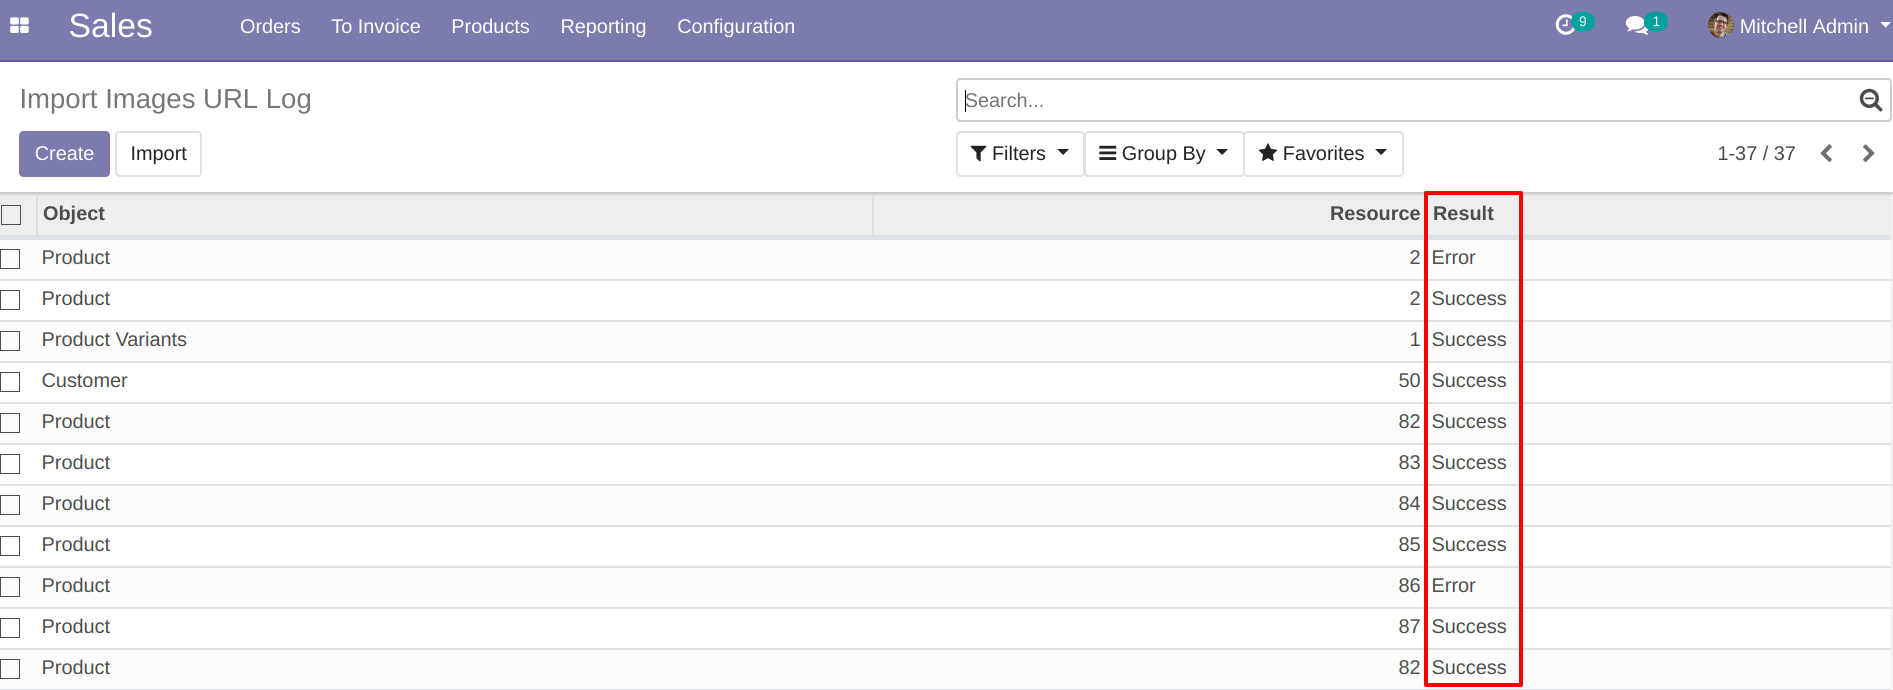 Sales Orders To Invoice Products Reporting Configuration 9 1 Mitchell Admin
Import Images URL Log
Search...
Create Import Filters Group By Favorites 1-37 / 37
Object Resource Result
Product 2 Error
Product 2 Success
Product Variants 1 Success
Customer 50 Success
Product 82 Success
Product 83 Success
Product 84 Success
Product 85 Success
Product 86 Error
Product 87 Success
Product 82 Success